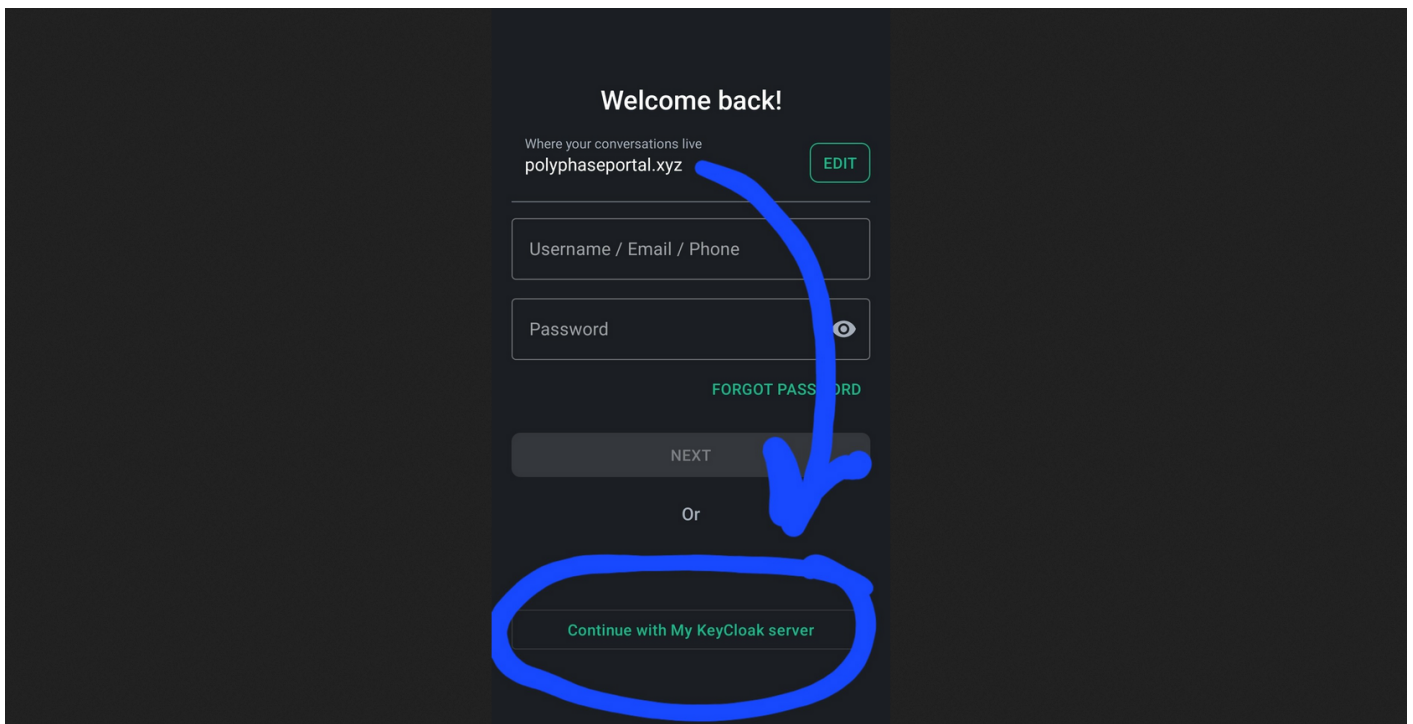 Welcome back!
Where your conversations live
polyphaseportal.xyz
EDIT
Username / Email / Phone
Password
FORGOT PASSWORD
NEXT
Or
Continue with My KeyCloak server